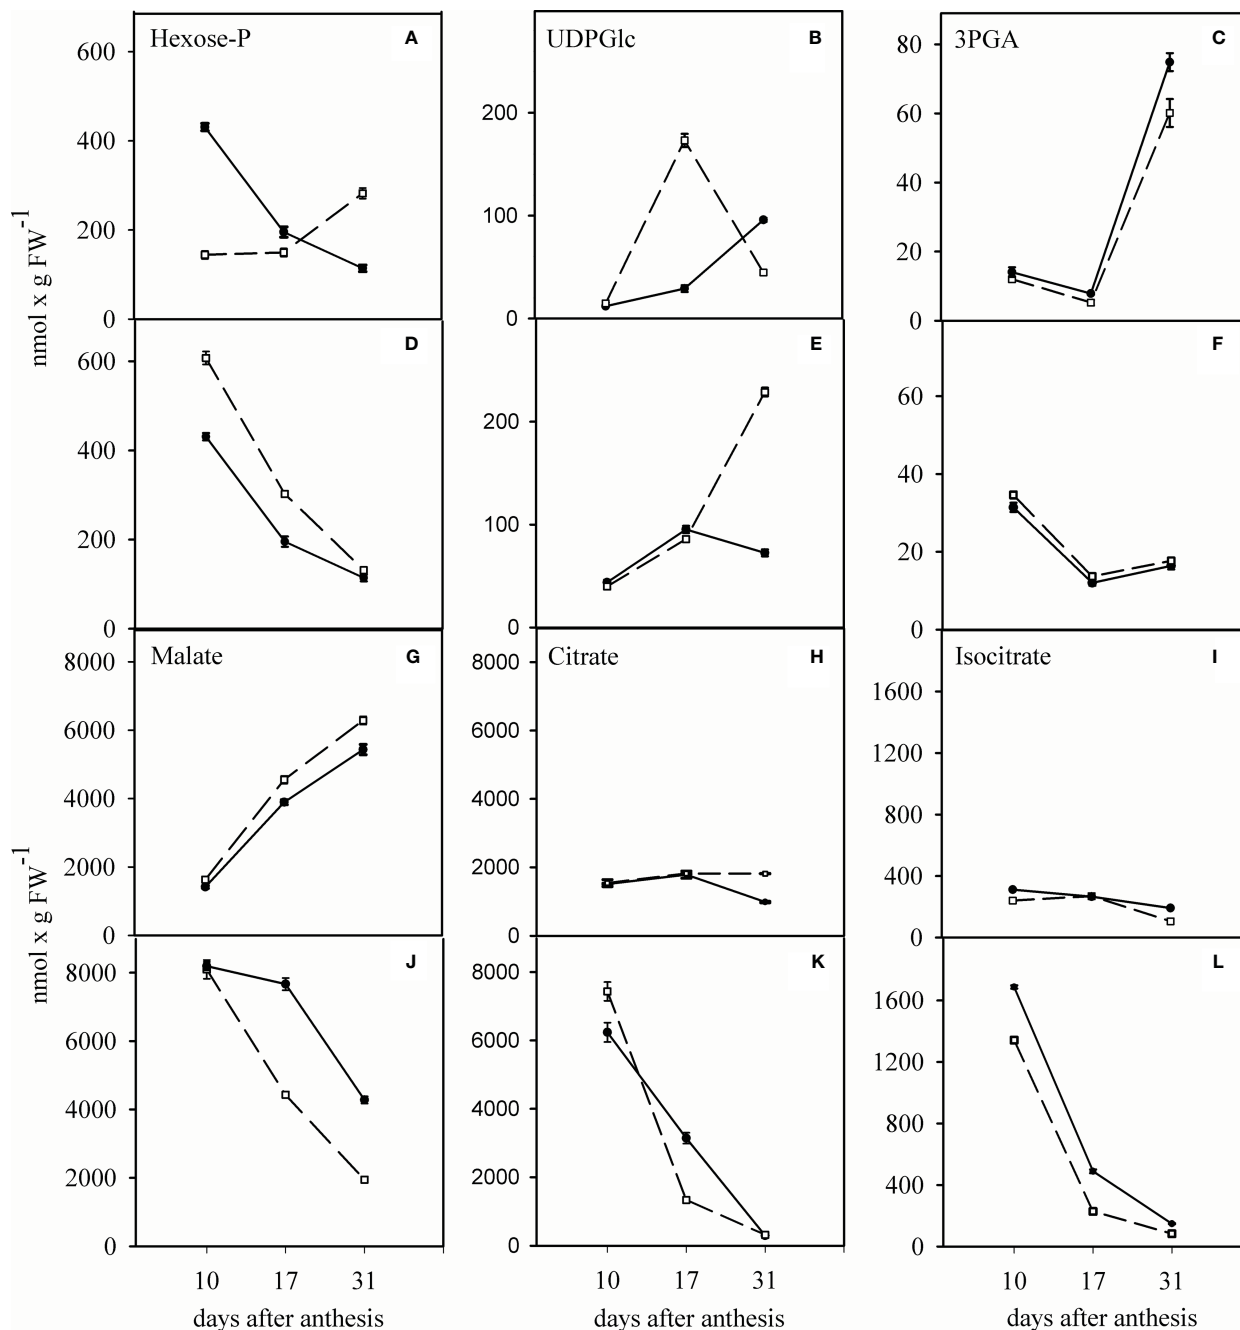 Hexose-P A
600
400
200
0
UDPGlc B
200
100
0
3PGA C
80
60
40
20
0
nmol x g FW-1
D
600
400
200
0
E
200
100
0
F
60
40
20
0
Malate G
8000
6000
4000
2000
0
Citrate H
8000
6000
4000
2000
0
Isocitrate I
1600
1200
800
400
0
nmol x g FW-1
J
8000
6000
4000
2000
0
K
8000
6000
4000
2000
0
L
1600
1200
800
400
0
10 17 31
days after anthesis
10 17 31
days after anthesis
10 17 31
days after anthesis